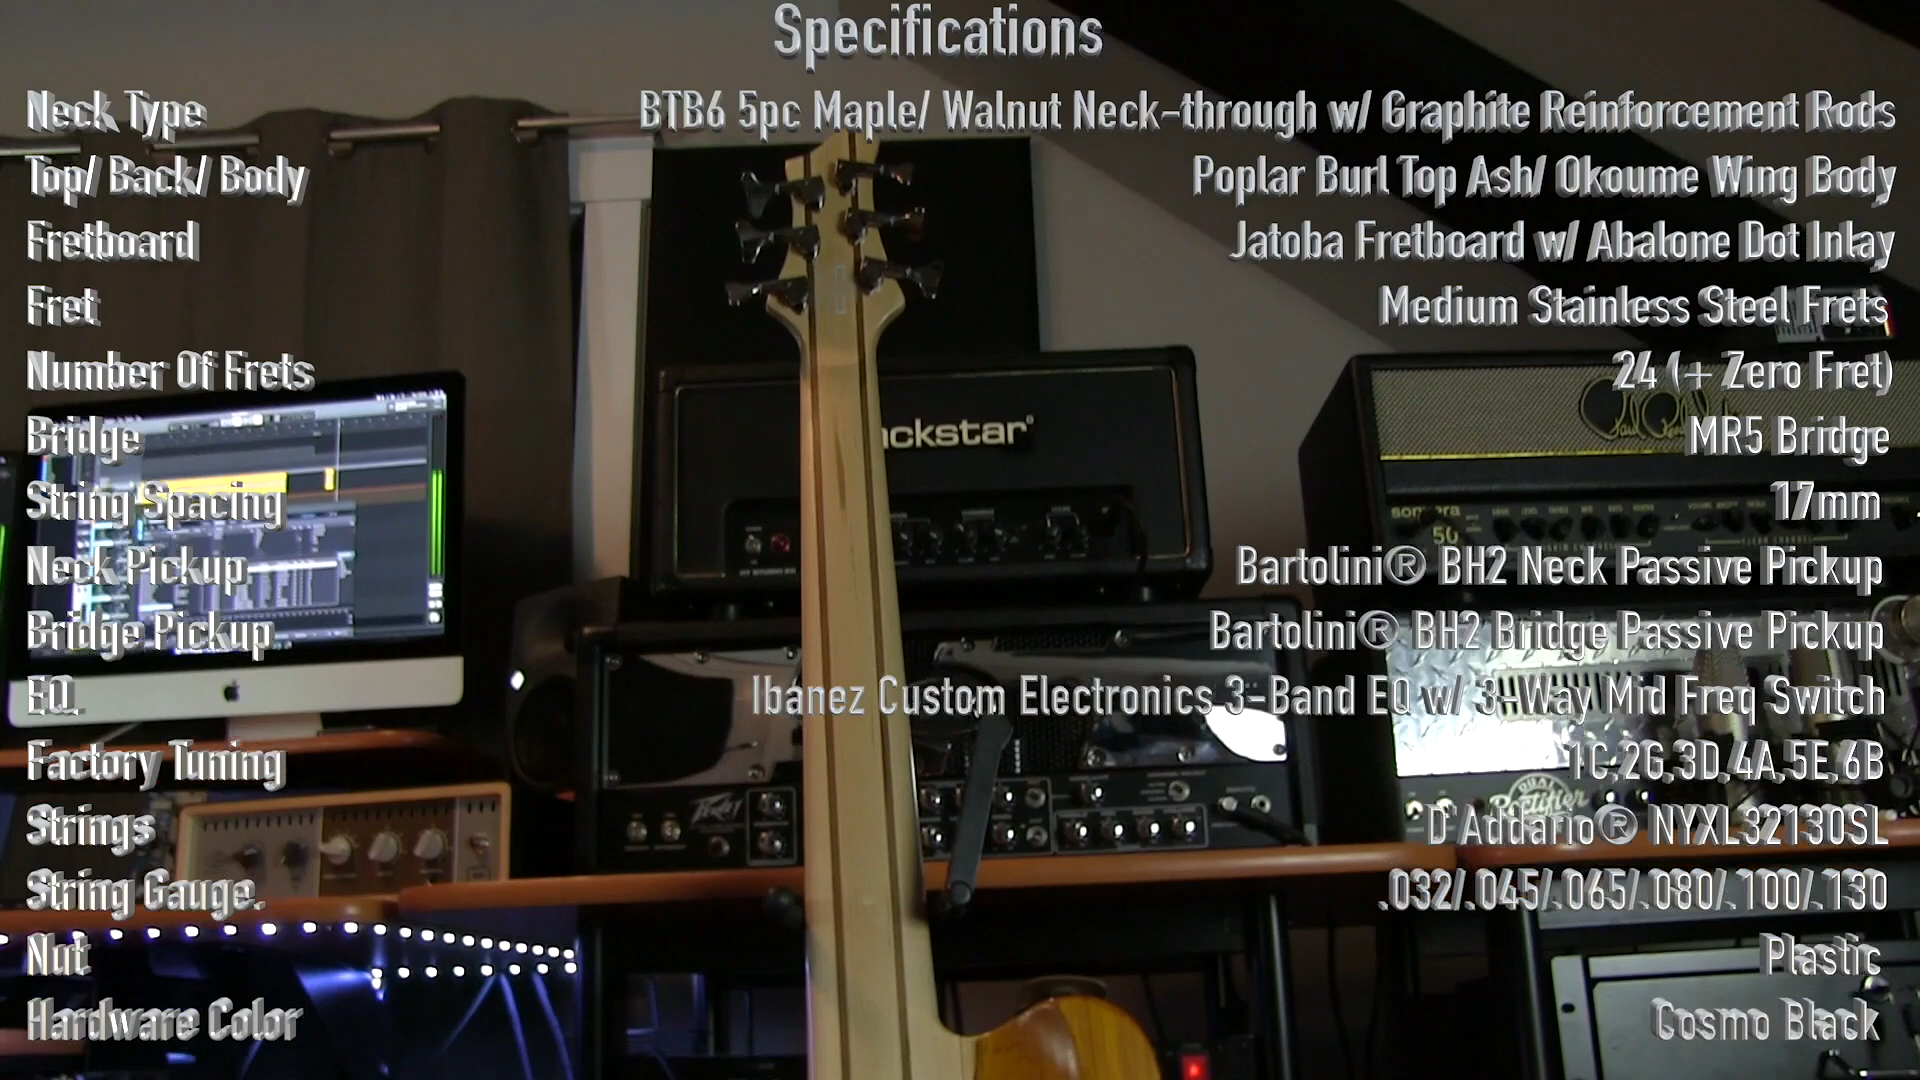 Specifications
Neck Type BTB6 5pc Maple/ Walnut Neck-through w/ Graphite Reinforcement Rods
Top/ Back/ Body Poplar Burl Top Ash/ Okoume Wing Body
Fretboard Jatoba Fretboard w/ Abalone Dot Inlay
Fret Medium Stainless Steel Frets
Number Of Frets 24 (+ Zero Fret)
Bridge MR5 Bridge
String Spacing 17mm
Neck Pickup Bartolini® BH2 Neck Passive Pickup
Bridge Pickup Bartolini® BH2 Bridge Passive Pickup
EQ. Ibanez Custom Electronics 3-Band EQ w/ 3-Way Mid Freq Switch
Factory Tuning 1C,2G,3D,4A,5E,6B
Strings D'Addario® NYXL32130SL
String Gauge. .032/.045/.065/.080/.100/.130
Nut Plastic
Hardware Color Cosmo Black
ackstar
sonzera
50
PEAVEY
DUAL
Rectifier